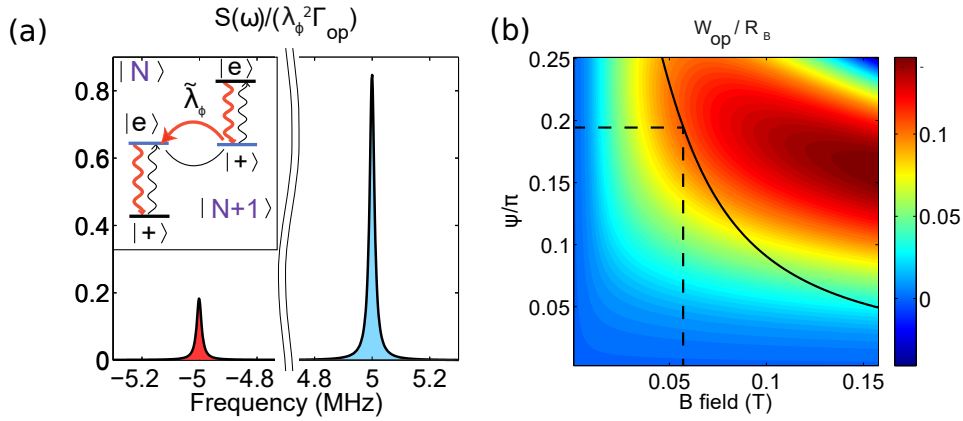 (a)
S(ω)/(λ_ϕ²Γ_op)
0.8
0.6
0.4
0.2
0
−5.2 −5 −4.8 4.8 5 5.2
Frequency (MHz)
|N⟩
|e⟩
λ̃_ϕ
|e⟩
|+⟩
|N+1⟩
|+⟩
(b)
W_op/R_B
0.25
0.2
0.15
0.1
0.05
ψ/π
0.05 0.1 0.15
B field (T)
0.1
0.05
0